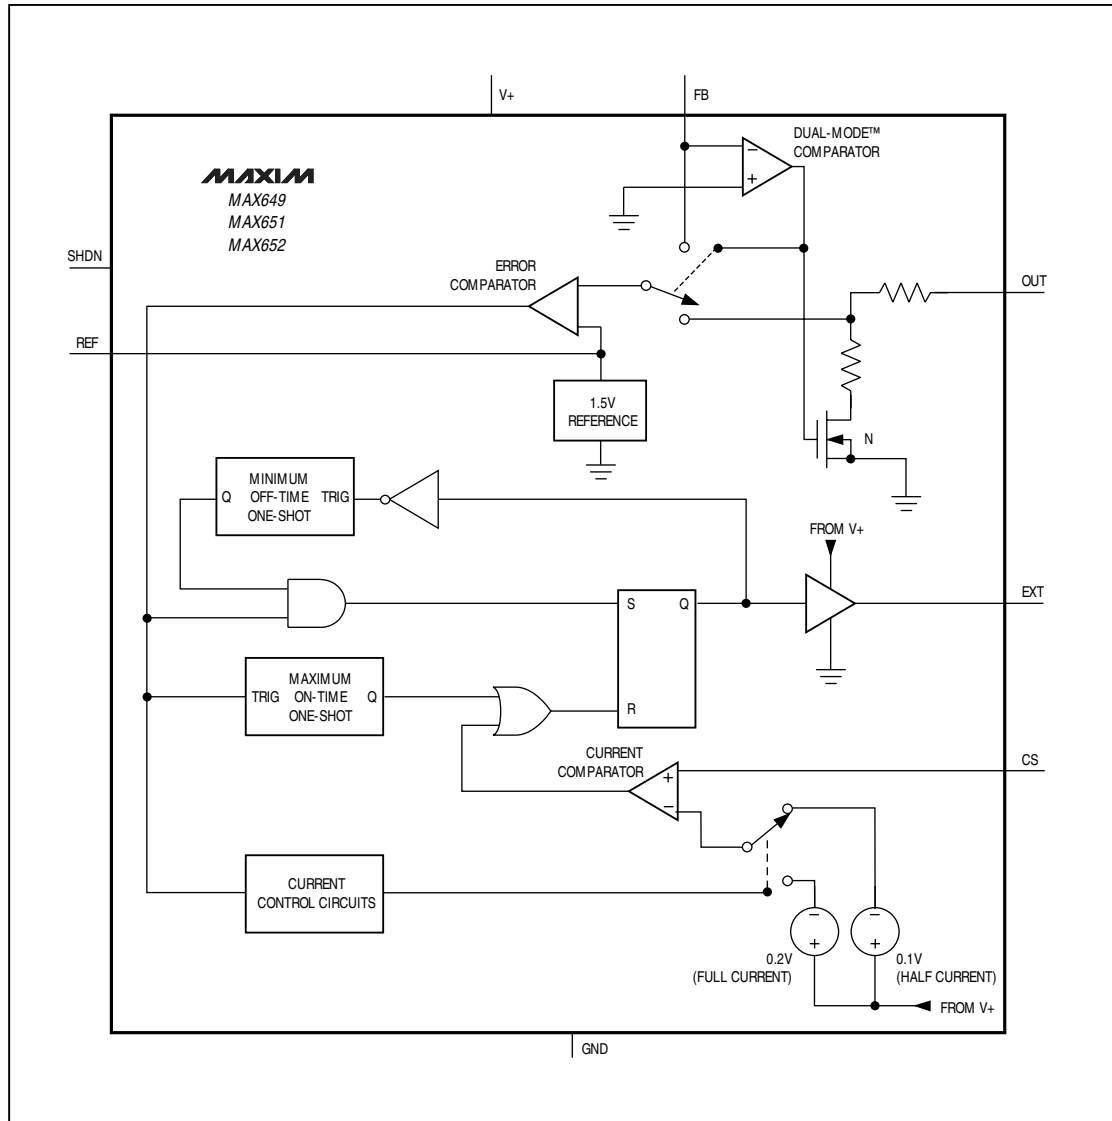 V+
FB
DUAL-MODE™
COMPARATOR
−
+
MAXIM
MAX649
MAX651
MAX652
SHDN
ERROR
COMPARATOR
OUT
REF
1.5V
REFERENCE
N
MINIMUM
Q OFF-TIME TRIG
ONE-SHOT
FROM V+
S Q
EXT
MAXIMUM
TRIG ON-TIME Q
ONE-SHOT
R
CURRENT
COMPARATOR
+
−
CS
CURRENT
CONTROL CIRCUITS
− −
+ +
0.2V
(FULL CURRENT)
0.1V
(HALF CURRENT)
FROM V+
GND